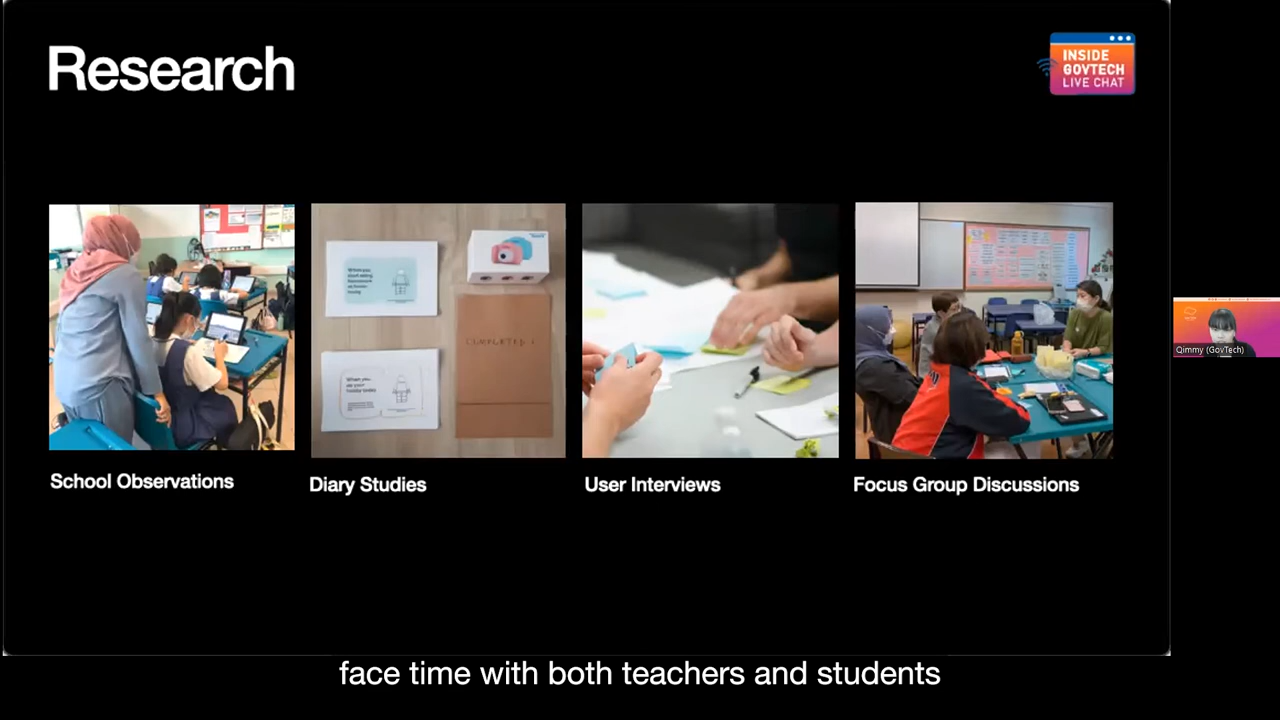 Research
INSIDE
GOVTECH
LIVE CHAT
COMPLETED :
School Observations
Diary Studies
User Interviews
Focus Group Discussions
Qimmy (GovTech)
face time with both teachers and students